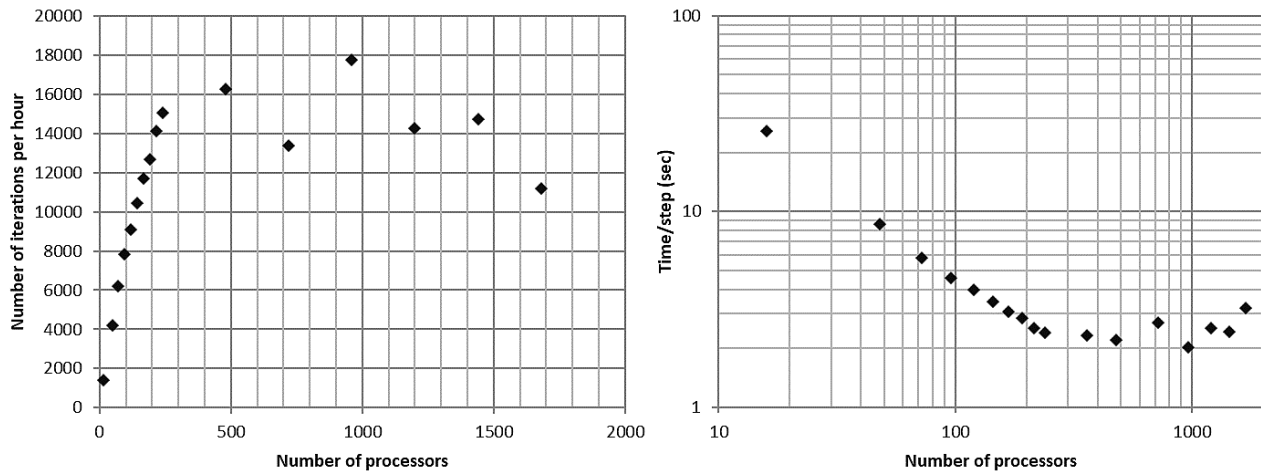 20000
18000
16000
14000
12000
10000
8000
6000
4000
2000
0
Number of iterations per hour
0 500 1000 1500 2000
Number of processors
100
10
1
Time/step (sec)
10 100 1000
Number of processors